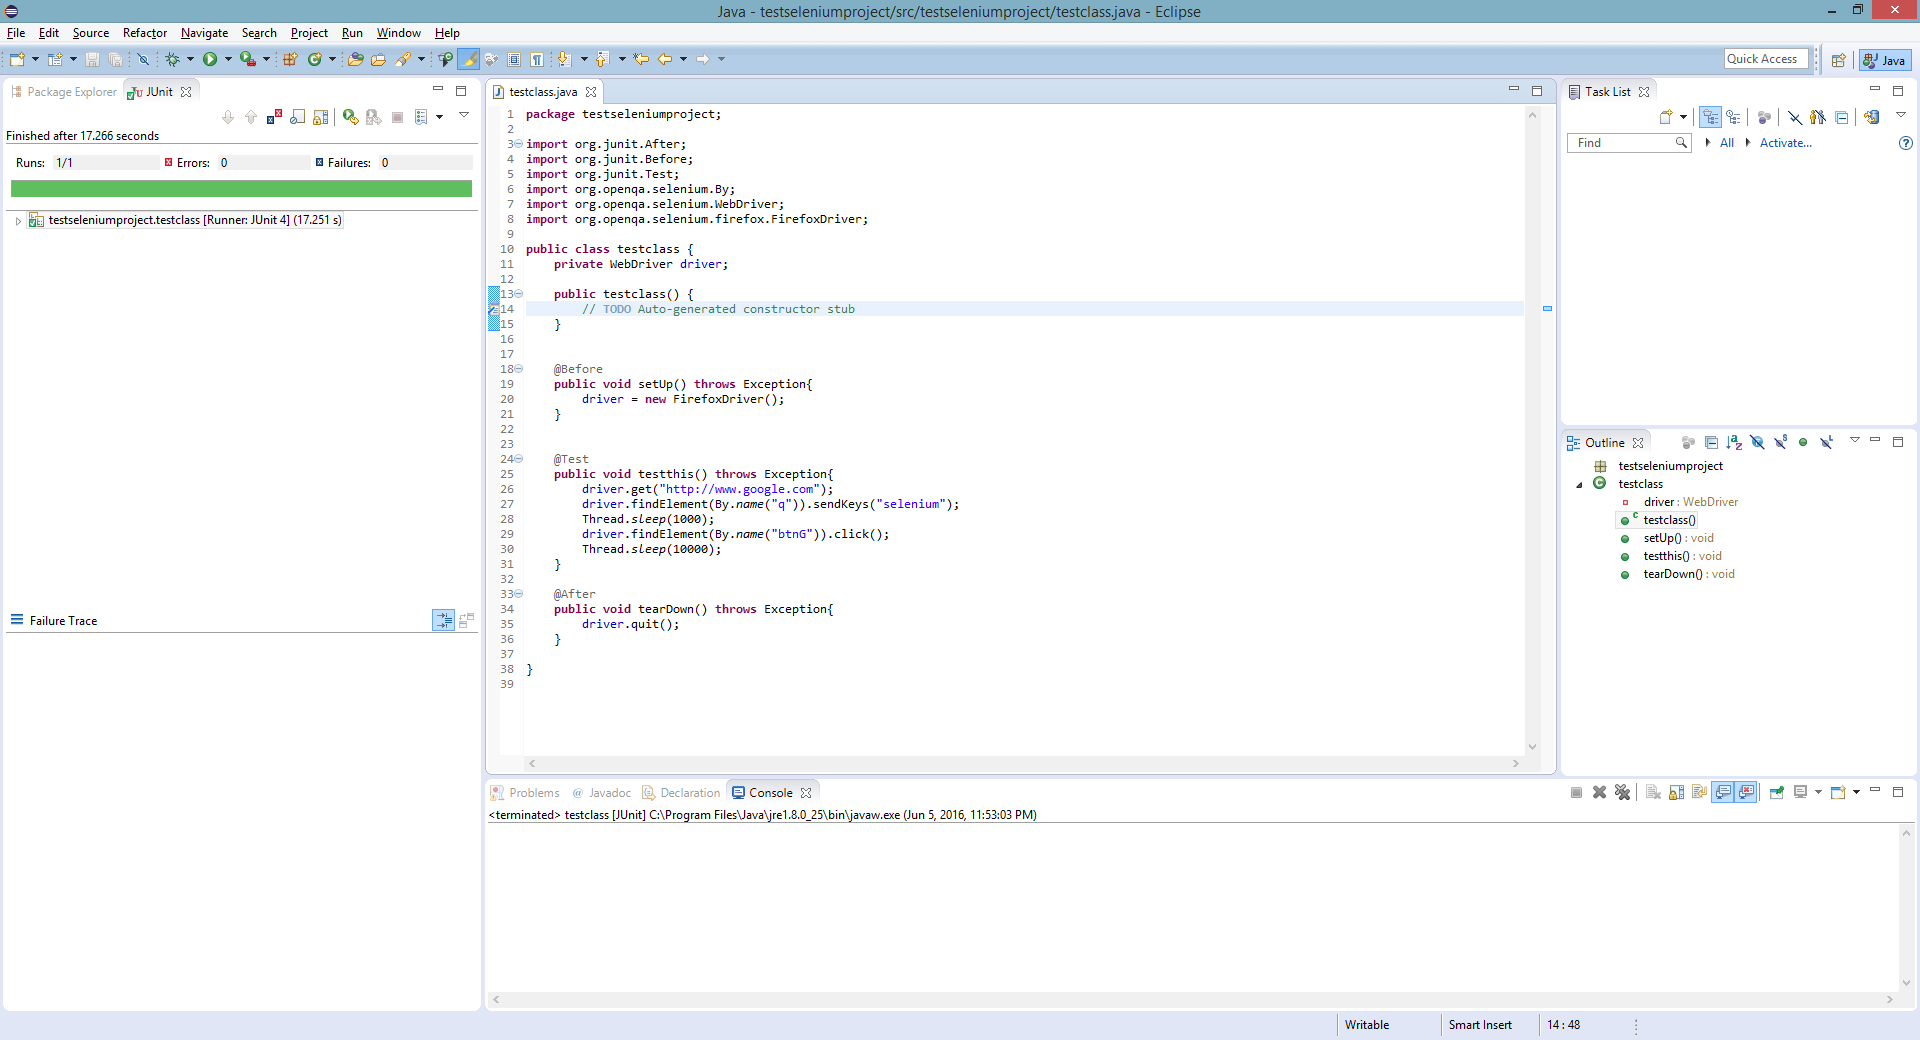 Java - testseleniumproject/src/testseleniumproject/testclass.java - Eclipse
File Edit Source Refactor Navigate Search Project Run Window Help
Quick Access
Java
Package Explorer
JUnit
Finished after 17.266 seconds
Runs: 1/1 Errors: 0 Failures: 0
testseleniumproject.testclass [Runner: JUnit 4] (17.251 s)
Failure Trace
testclass.java
1 package testseleniumproject;
2
3 import org.junit.After;
4 import org.junit.Before;
5 import org.junit.Test;
6 import org.openqa.selenium.By;
7 import org.openqa.selenium.WebDriver;
8 import org.openqa.selenium.firefox.FirefoxDriver;
9
10 public class testclass {
11 private WebDriver driver;
12
13 public testclass() {
14 // TODO Auto-generated constructor stub
15 }
16
17
18 @Before
19 public void setUp() throws Exception{
20 driver = new FirefoxDriver();
21 }
22
23
24 @Test
25 public void testthis() throws Exception{
26 driver.get("http://www.google.com");
27 driver.findElement(By.name("q")).sendKeys("selenium");
28 Thread.sleep(1000);
29 driver.findElement(By.name("btnG")).click();
30 Thread.sleep(10000);
31 }
32
33 @After
34 public void tearDown() throws Exception{
35 driver.quit();
36 }
37
38 }
39
Task List
Find
All
Activate...
Outline
testseleniumproject
testclass
driver : WebDriver
testclass()
setUp() : void
testthis() : void
tearDown() : void
Problems @ Javadoc Declaration Console
<terminated> testclass [JUnit] C:\Program Files\Java\jre1.8.0_25\bin\javaw.exe (Jun 5, 2016, 11:53:03 PM)
Writable
Smart Insert
14 : 48